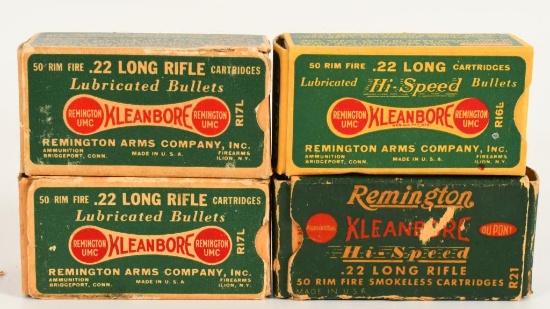 50 RIM FIRE .22 LONG RIFLE CARTRIDGES
Lubricated Bullets
REMINGTON UMC KLEANBORE REMINGTON UMC
R17L
REMINGTON ARMS COMPANY, INC.
AMMUNITION BRIDGEPORT, CONN. MADE IN U.S.A. FIREARMS ILION, N.Y.
50 RIM FIRE .22 LONG RIFLE CARTRIDGES
Lubricated Hi-Speed Bullets
REMINGTON UMC KLEANBORE REMINGTON UMC
R16L
REMINGTON ARMS COMPANY, INC.
AMMUNITION BRIDGEPORT, CONN. MADE IN U.S.A. FIREARMS ILION, N.Y.
50 RIM FIRE .22 LONG RIFLE CARTRIDGES
Lubricated Bullets
REMINGTON UMC KLEANBORE REMINGTON UMC
R17L
REMINGTON ARMS COMPANY, INC.
AMMUNITION BRIDGEPORT, CONN. MADE IN U.S.A. FIREARMS ILION, N.Y.
Remington
KLEANBORE DU PONT
Hi-Speed
.22 LONG RIFLE
50 RIM FIRE SMOKELESS CARTRIDGES
MADE IN U.S.A.
R21